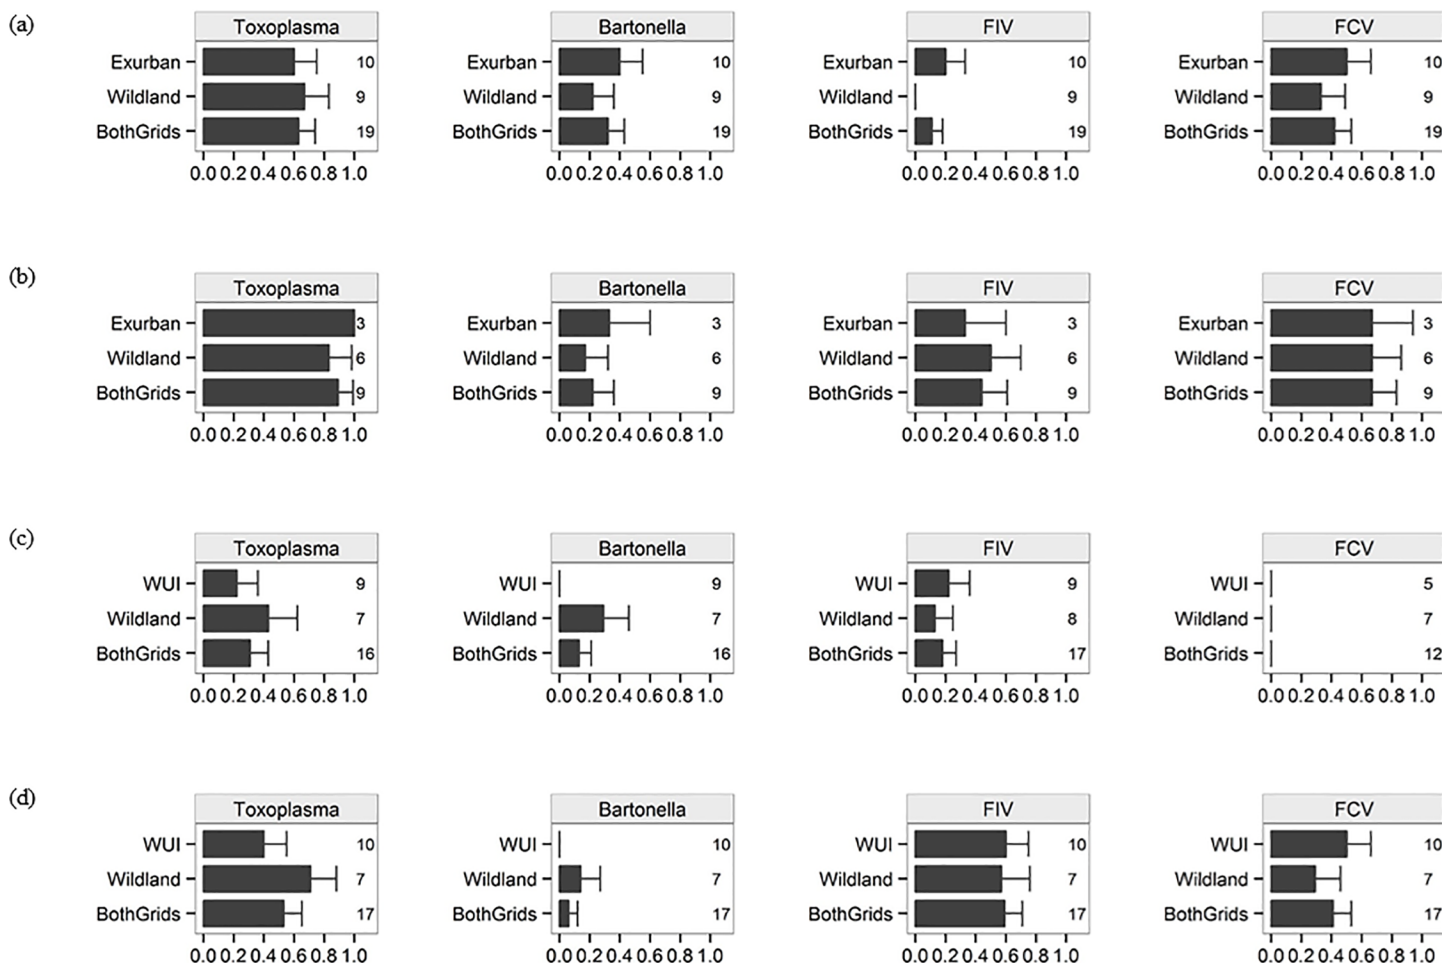 (a)
Toxoplasma Bartonella FIV FCV
Exurban 10 Exurban 10 Exurban 10 Exurban 10
Wildland 9 Wildland 9 Wildland 9 Wildland 9
BothGrids 19 BothGrids 19 BothGrids 19 BothGrids 19
0.0 0.2 0.4 0.6 0.8 1.0 0.0 0.2 0.4 0.6 0.8 1.0 0.0 0.2 0.4 0.6 0.8 1.0 0.0 0.2 0.4 0.6 0.8 1.0
(b)
Toxoplasma Bartonella FIV FCV
Exurban 3 Exurban 3 Exurban 3 Exurban 3
Wildland 6 Wildland 6 Wildland 6 Wildland 6
BothGrids 9 BothGrids 9 BothGrids 9 BothGrids 9
0.0 0.2 0.4 0.6 0.8 1.0 0.0 0.2 0.4 0.6 0.8 1.0 0.0 0.2 0.4 0.6 0.8 1.0 0.0 0.2 0.4 0.6 0.8 1.0
(c)
Toxoplasma Bartonella FIV FCV
WUI 9 WUI 9 WUI 9 WUI 5
Wildland 7 Wildland 7 Wildland 8 Wildland 7
BothGrids 16 BothGrids 16 BothGrids 17 BothGrids 12
0.0 0.2 0.4 0.6 0.8 1.0 0.0 0.2 0.4 0.6 0.8 1.0 0.0 0.2 0.4 0.6 0.8 1.0 0.0 0.2 0.4 0.6 0.8 1.0
(d)
Toxoplasma Bartonella FIV FCV
WUI 10 WUI 10 WUI 10 WUI 10
Wildland 7 Wildland 7 Wildland 7 Wildland 7
BothGrids 17 BothGrids 17 BothGrids 17 BothGrids 17
0.0 0.2 0.4 0.6 0.8 1.0 0.0 0.2 0.4 0.6 0.8 1.0 0.0 0.2 0.4 0.6 0.8 1.0 0.0 0.2 0.4 0.6 0.8 1.0